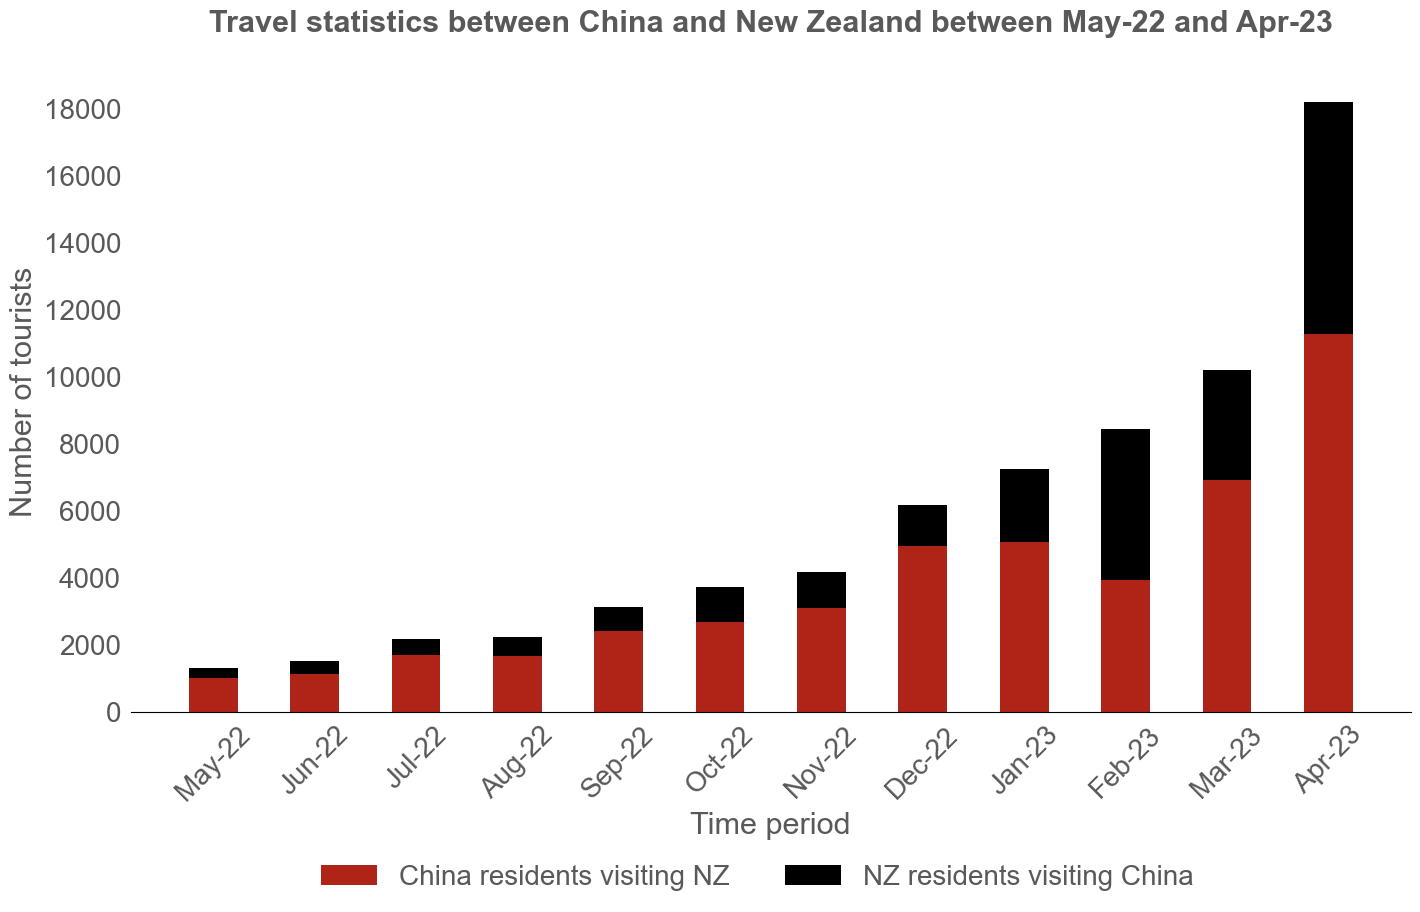 Travel statistics between China and New Zealand between May-22 and Apr-23
18000
16000
14000
12000
10000
8000
6000
4000
2000
0
Number of tourists
May-22
Jun-22
Jul-22
Aug-22
Sep-22
Oct-22
Nov-22
Dec-22
Jan-23
Feb-23
Mar-23
Apr-23
Time period
China residents visiting NZ
NZ residents visiting China